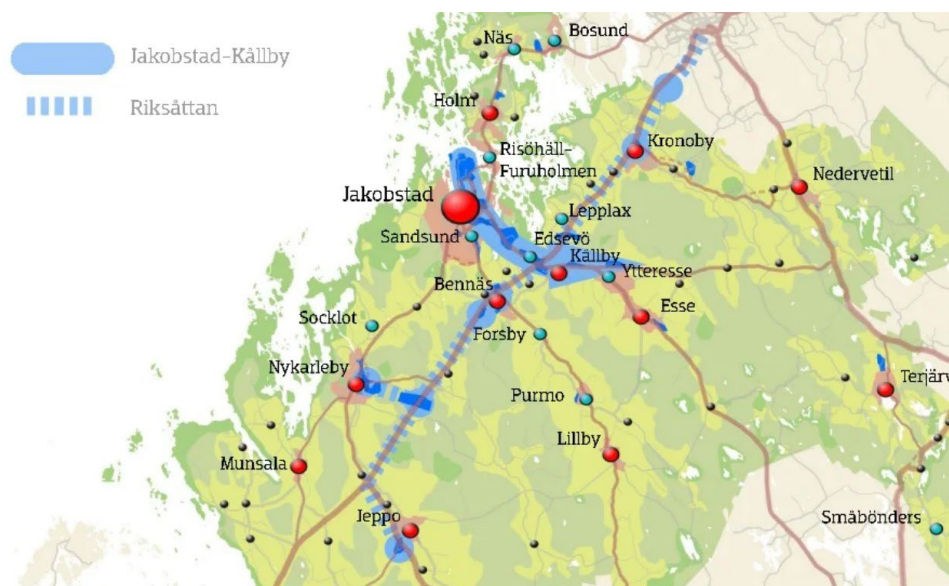 Jakobstad-Kållby
Riksåttan
Näs
Bosund
Holm
Risöhäll-
Furuholmen
Kronoby
Nedervetil
Jakobstad
Lepplax
Sandsund
Edsevö
Kållby
Ytteresse
Bennäs
Esse
Socklot
Forsby
Nykarleby
Purmo
Terjärv
Lillby
Munsala
Jeppo
Småbönders